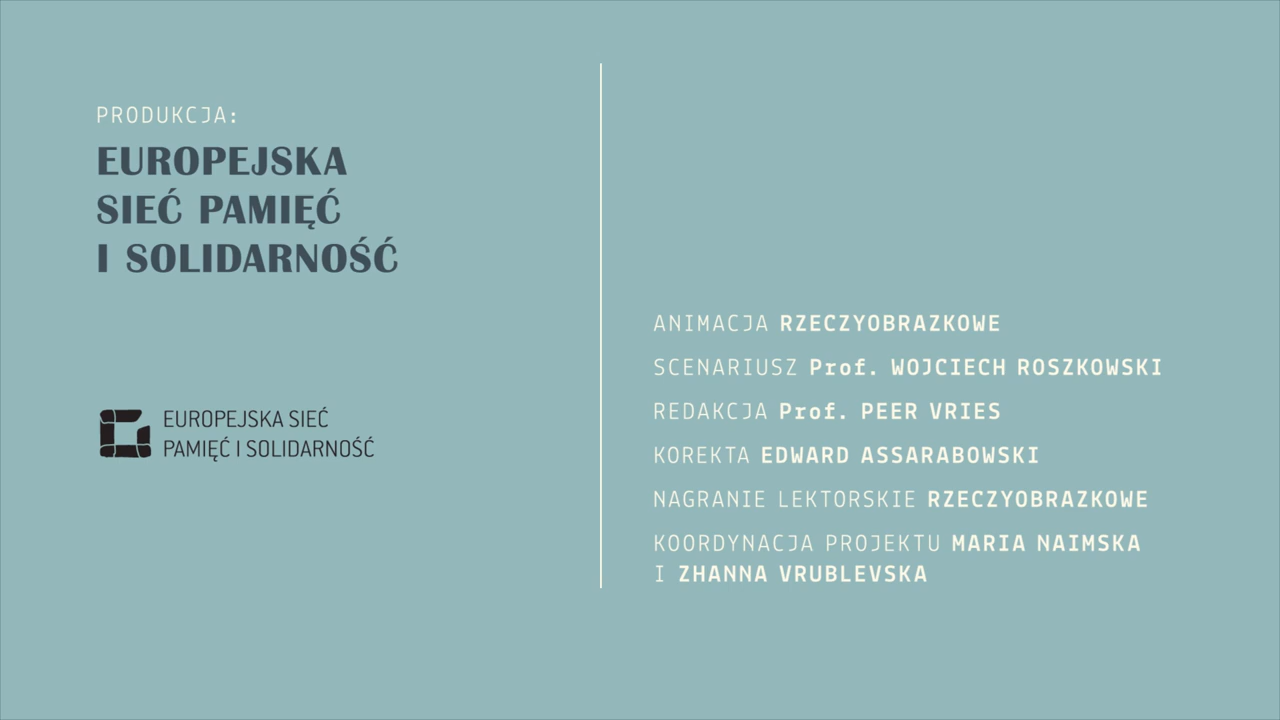 PRODUKCJA:
EUROPEJSKA
SIEĆ PAMIĘĆ
I SOLIDARNOŚĆ
EUROPEJSKA SIEĆ
PAMIĘĆ I SOLIDARNOŚĆ
ANIMACJA RZECZYOBRAZKOWE
SCENARIUSZ Prof. WOJCIECH ROSZKOWSKI
REDAKCJA Prof. PEER VRIES
KOREKTA EDWARD ASSARABOWSKI
NAGRANIE LEKTORSKIE RZECZYOBRAZKOWE
KOORDYNACJA PROJEKTU MARIA NAIMSKA
I ZHANNA VRUBLEVSKA